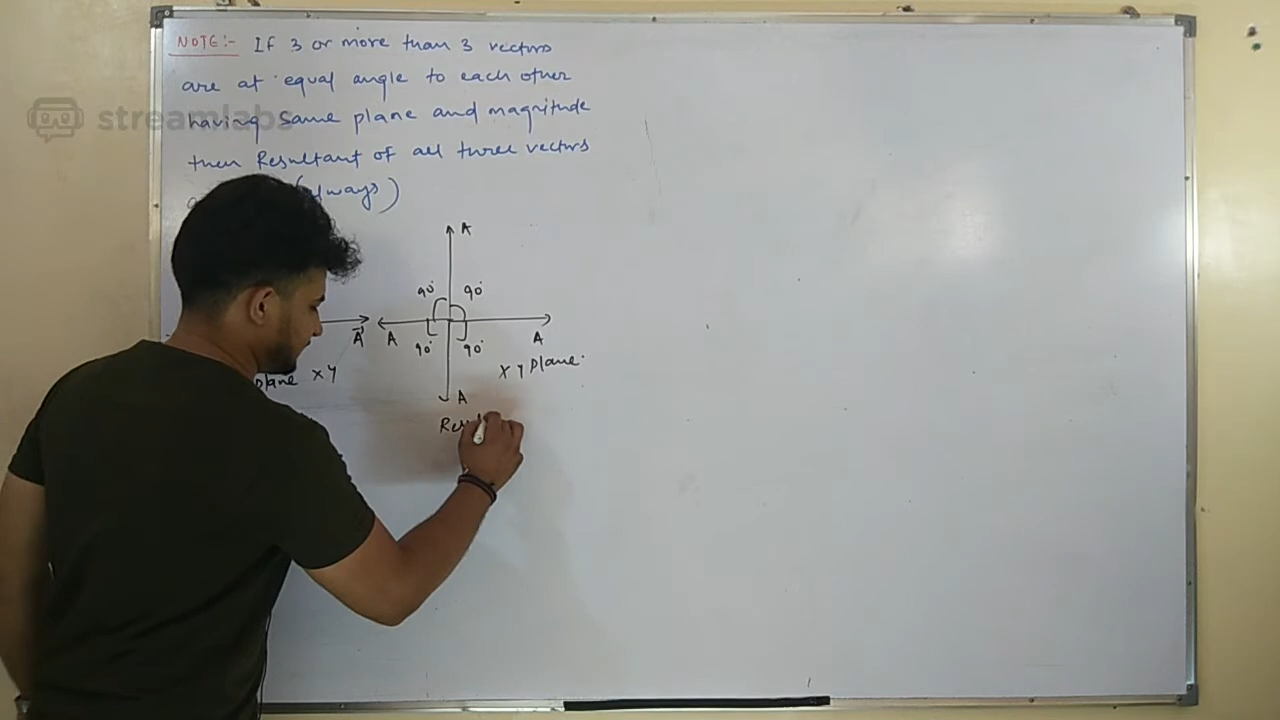 NOTE:- If 3 or more than 3 vectors
are at equal angle to each other
having same plane and magnitude
streamlabs
then Resultant of all three vectors
(always)
A
90° 90°
A A A
90° 90°
plane XY
XY plane.
A